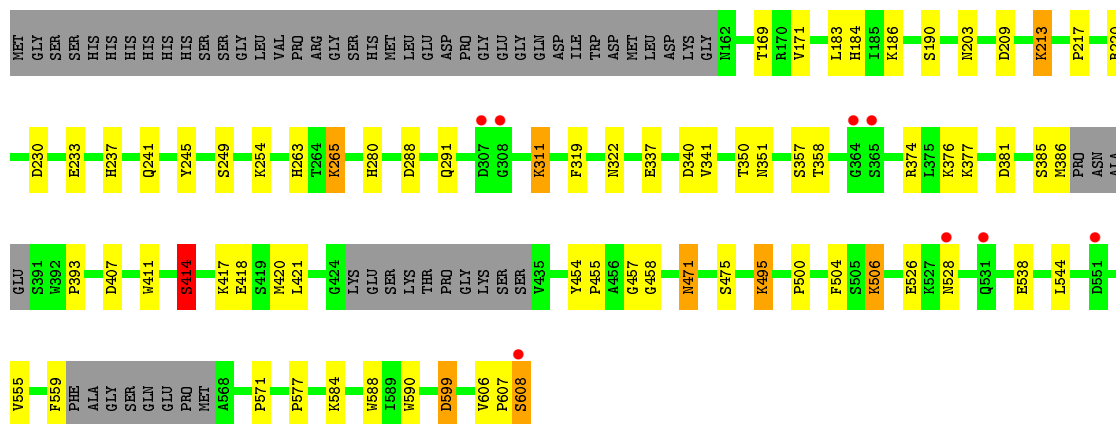 MET GLY SER SER HIS HIS HIS HIS HIS HIS SER SER GLY LEU VAL PRO ARG GLY SER HIS MET LEU GLU ASP PRO GLY GLU GLY GLN ASP ILE TRP ASP MET LEU ASP LYS GLY N162 T169 R170 V171 L183 H184 I185 K186 S190 N203 D209 K213 P217
D230 E233 H237 Q241 Y245 S249 K254 H263 T264 K265 H280 D288 Q291 D307 G308 K311 F319 N322 E337 D340 V341 T350 N351 S357 T358 G364 S365 R374 L375 K376 K377 D381 S385 M386 PRO ASN ALA
GLU S391 W392 P393 D407 W411 S414 K417 E418 S419 M420 L421 G424 LYS GLU SER LYS THR PRO GLY LYS SER SER V435 Y454 P455 A456 G457 G458 N471 S475 K495 P500 F504 S505 K506 E526 K527 N528 Q531 E538 L544 D551
V555 F559 PHE ALA GLY SER GLN GLU PRO MET A568 P571 P577 K584 W588 I589 W590 D599 V606 P607 S608